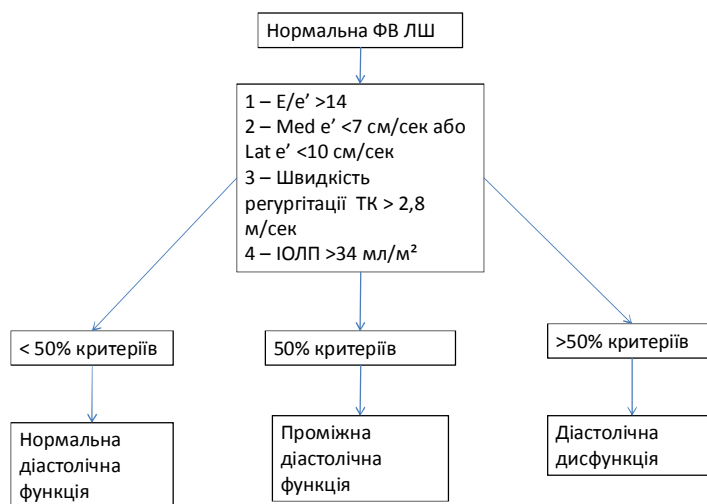 Нормальна ФВ ЛШ
1 – E/e’ >14
2 – Med e’ <7 см/сек або
Lat e’ <10 см/сек
3 – Швидкість
регургітації ТК > 2,8
м/сек
4 – ІОЛП >34 мл/м²
< 50% критеріїв
50% критеріїв
>50% критеріїв
Нормальна
діастолічна
функція
Проміжна
діастолічна
функція
Діастолічна
дисфункція